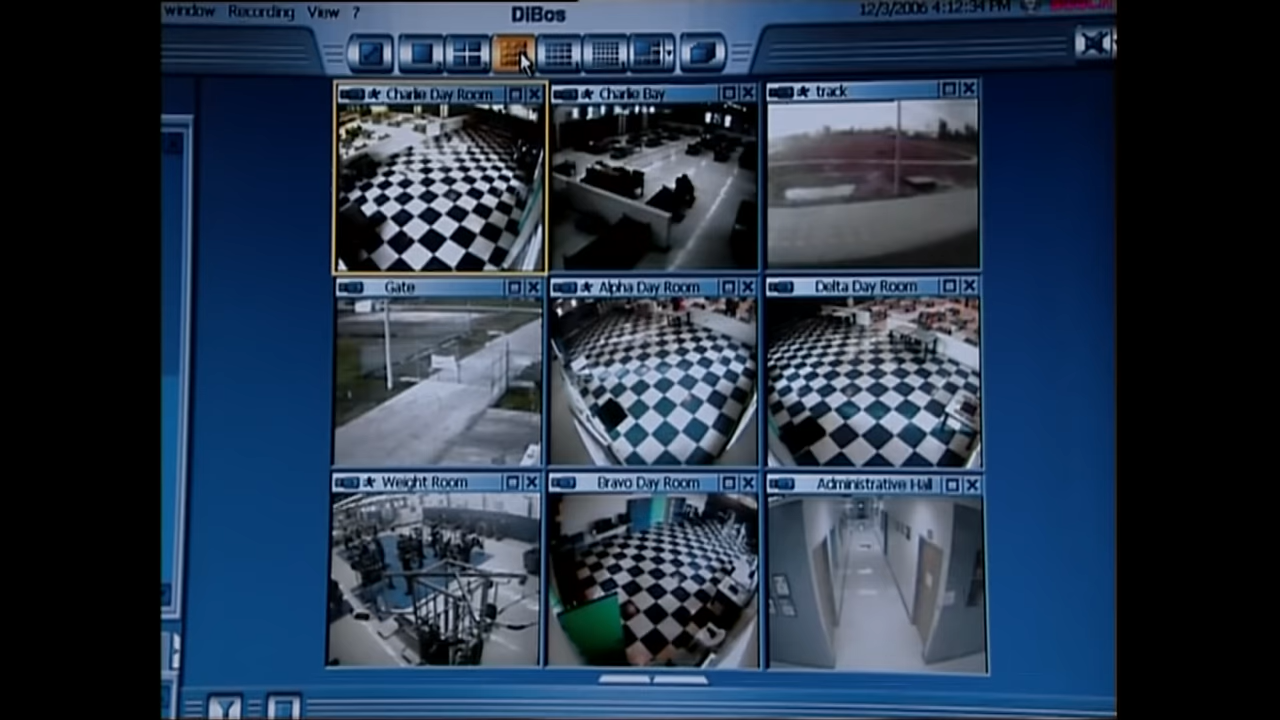 window Recording View ?
DiBos
12/3/2006 4:12:34 PM
Charlie Day Room
Charlie Bay
track
Gate
Alpha Day Room
Delta Day Room
Weight Room
Bravo Day Room
Administrative Hall